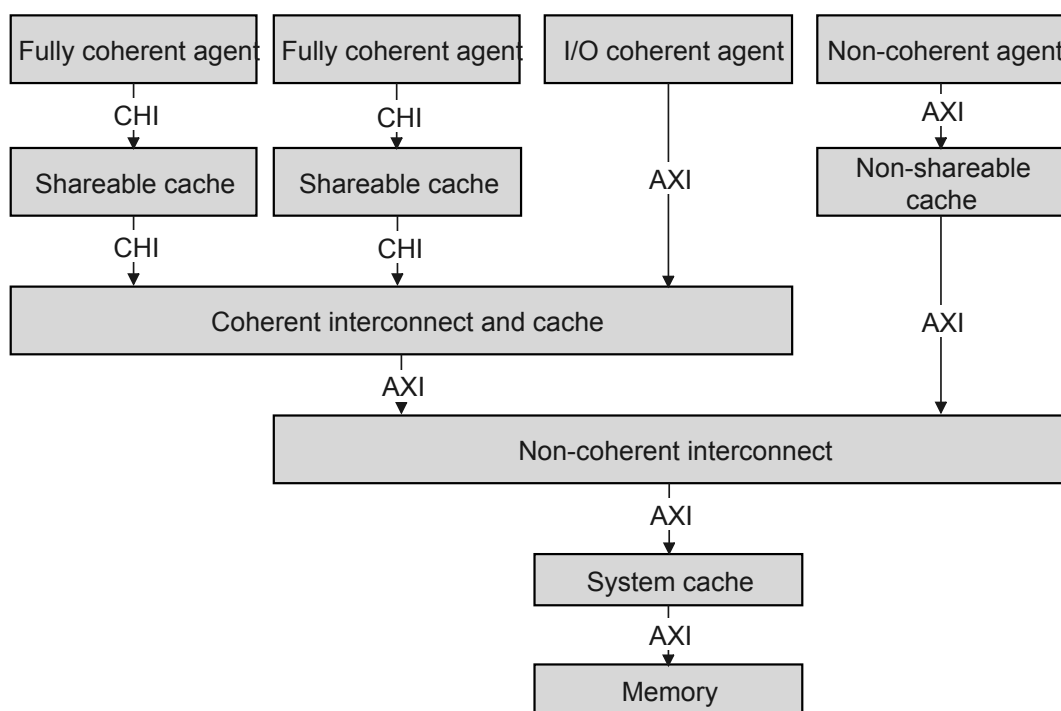 Fully coherent agent
Fully coherent agent
I/O coherent agent
Non-coherent agent
CHI
CHI
AXI
Shareable cache
Shareable cache
AXI
Non-shareable
cache
CHI
CHI
Coherent interconnect and cache
AXI
AXI
Non-coherent interconnect
AXI
System cache
AXI
Memory